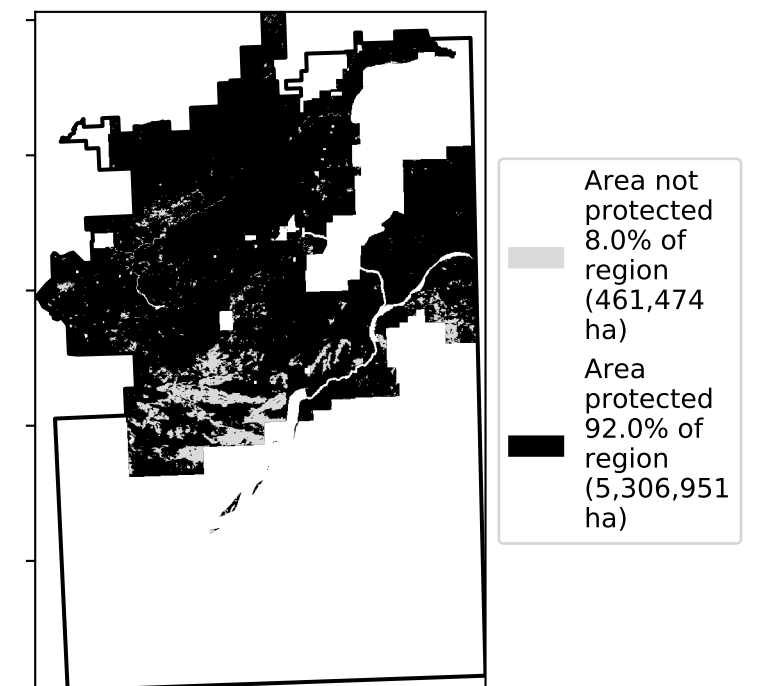 Area not
protected
8.0% of
region
(461,474
ha)
Area
protected
92.0% of
region
(5,306,951
ha)